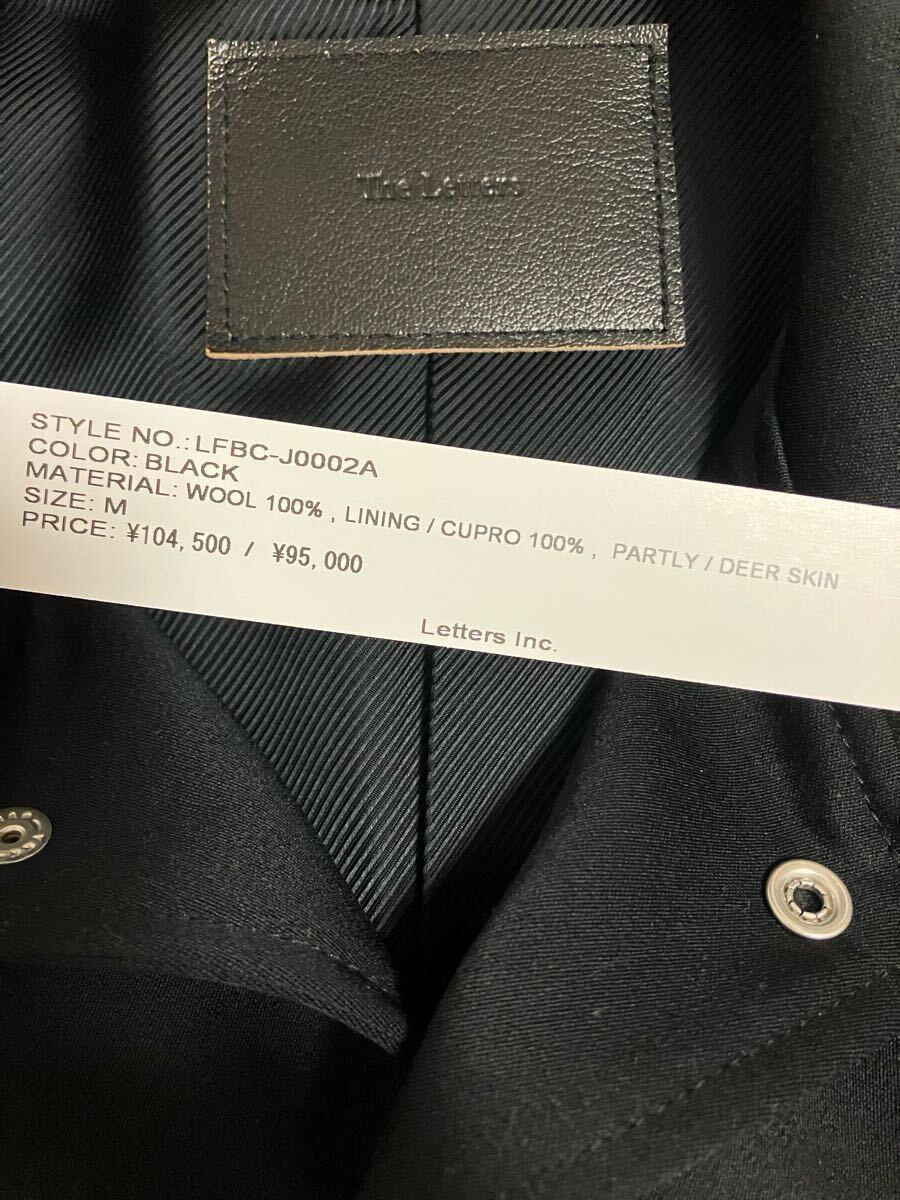 The Letters
STYLE NO.: LFBC-J0002A
COLOR: BLACK
MATERIAL: WOOL 100% , LINING / CUPRO 100% , PARTLY / DEER SKIN
SIZE: M
PRICE: ¥104,500 / ¥95,000
Letters Inc.